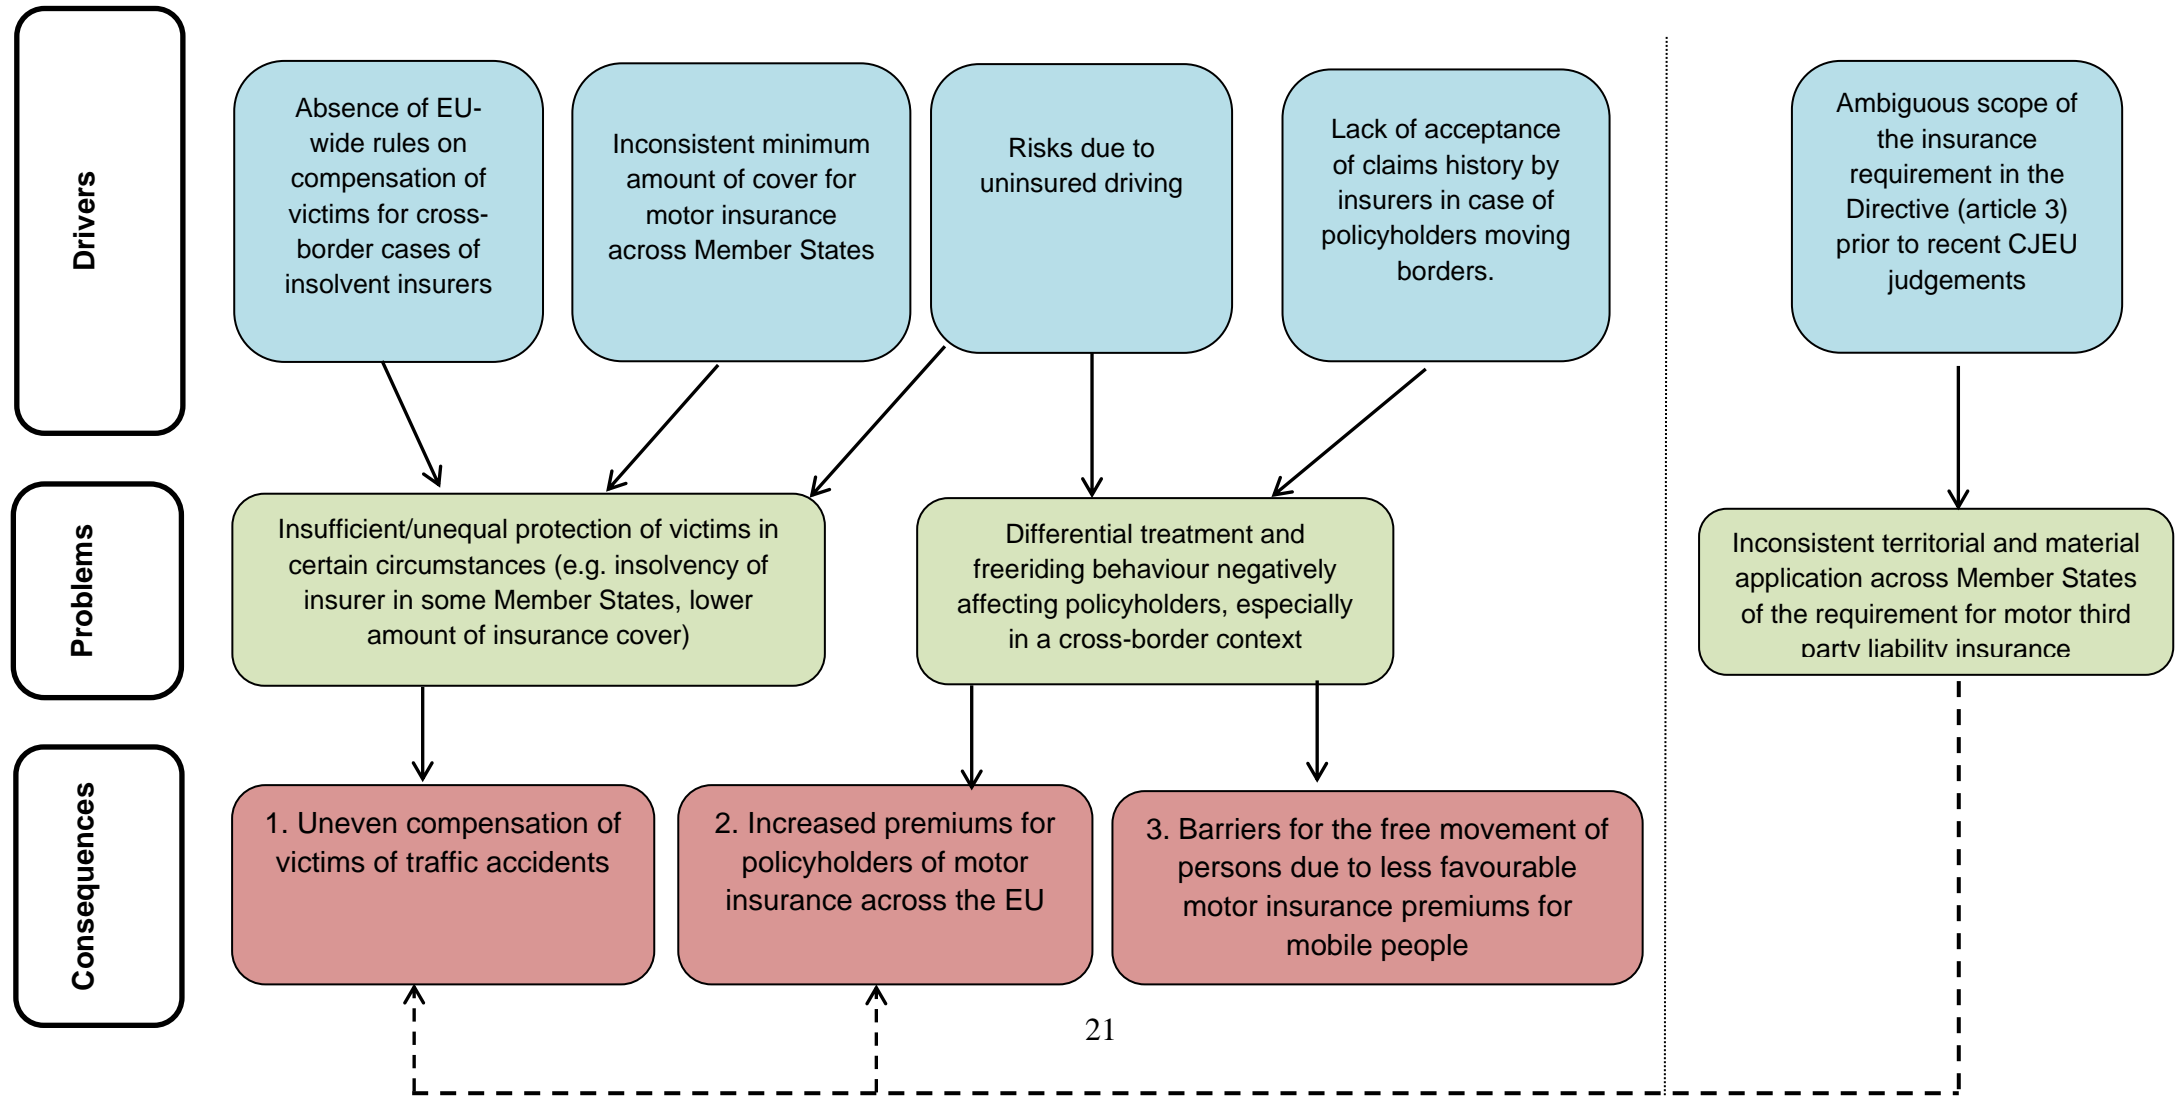 Drivers
Absence of EU-
wide rules on
compensation of
victims for cross-
border cases of
insolvent insurers
Inconsistent minimum
amount of cover for
motor insurance
across Member States
Risks due to
uninsured driving
Lack of acceptance
of claims history by
insurers in case of
policyholders moving
borders.
Ambiguous scope of
the insurance
requirement in the
Directive (article 3)
prior to recent CJEU
judgements
Problems
Insufficient/unequal protection of victims in
certain circumstances (e.g. insolvency of
insurer in some Member States, lower
amount of insurance cover)
Differential treatment and
freeriding behaviour negatively
affecting policyholders, especially
in a cross-border context
Inconsistent territorial and material
application across Member States
of the requirement for motor third
party liability insurance
Consequences
1. Uneven compensation of
victims of traffic accidents
2. Increased premiums for
policyholders of motor
insurance across the EU
3. Barriers for the free movement of
persons due to less favourable
motor insurance premiums for
mobile people
21